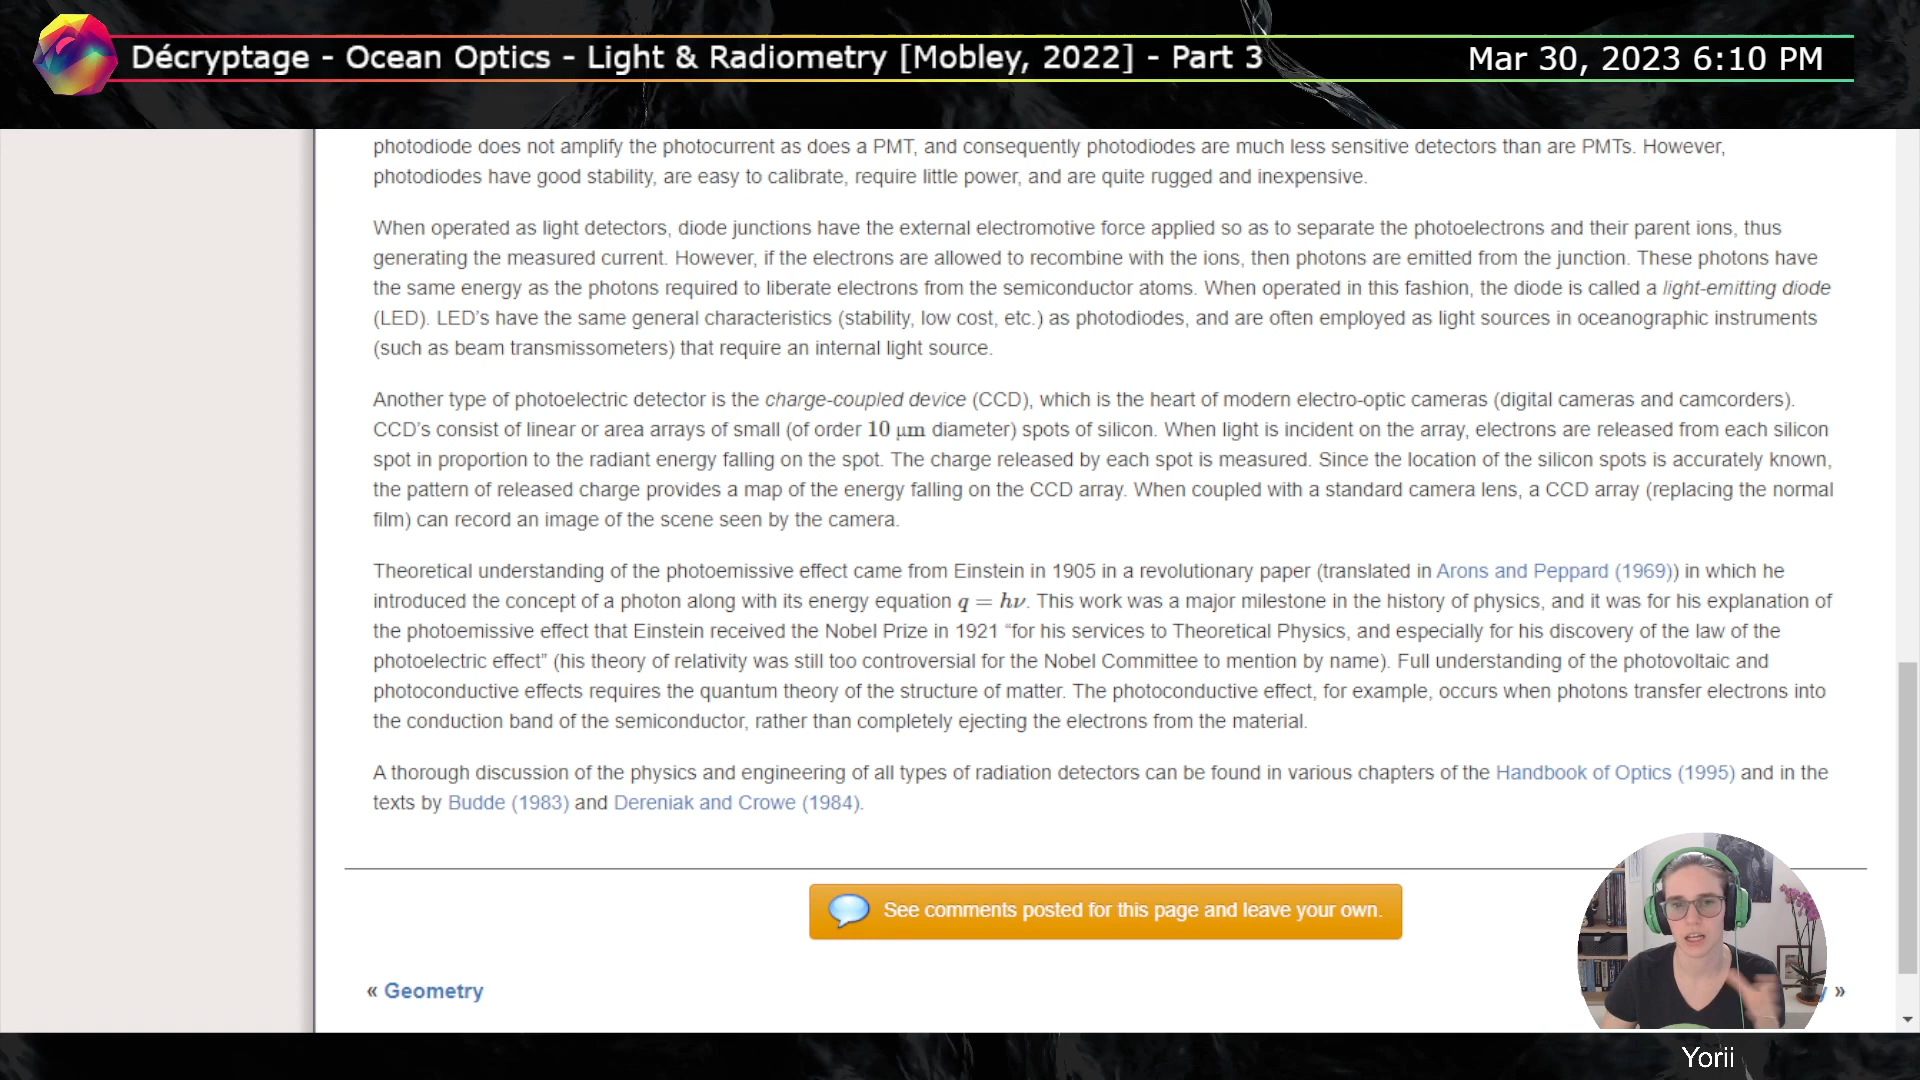 Décryptage - Ocean Optics - Light & Radiometry [Mobley, 2022] - Part 3
Mar 30, 2023 6:10 PM
photodiode does not amplify the photocurrent as does a PMT, and consequently photodiodes are much less sensitive detectors than are PMTs. However,
photodiodes have good stability, are easy to calibrate, require little power, and are quite rugged and inexpensive.
When operated as light detectors, diode junctions have the external electromotive force applied so as to separate the photoelectrons and their parent ions, thus
generating the measured current. However, if the electrons are allowed to recombine with the ions, then photons are emitted from the junction. These photons have
the same energy as the photons required to liberate electrons from the semiconductor atoms. When operated in this fashion, the diode is called a light-emitting diode
(LED). LED's have the same general characteristics (stability, low cost, etc.) as photodiodes, and are often employed as light sources in oceanographic instruments
(such as beam transmissometers) that require an internal light source.
Another type of photoelectric detector is the charge-coupled device (CCD), which is the heart of modern electro-optic cameras (digital cameras and camcorders).
CCD's consist of linear or area arrays of small (of order 10 μm diameter) spots of silicon. When light is incident on the array, electrons are released from each silicon
spot in proportion to the radiant energy falling on the spot. The charge released by each spot is measured. Since the location of the silicon spots is accurately known,
the pattern of released charge provides a map of the energy falling on the CCD array. When coupled with a standard camera lens, a CCD array (replacing the normal
film) can record an image of the scene seen by the camera.
Theoretical understanding of the photoemissive effect came from Einstein in 1905 in a revolutionary paper (translated in Arons and Peppard (1969)) in which he
introduced the concept of a photon along with its energy equation q = hν. This work was a major milestone in the history of physics, and it was for his explanation of
the photoemissive effect that Einstein received the Nobel Prize in 1921 “for his services to Theoretical Physics, and especially for his discovery of the law of the
photoelectric effect” (his theory of relativity was still too controversial for the Nobel Committee to mention by name). Full understanding of the photovoltaic and
photoconductive effects requires the quantum theory of the structure of matter. The photoconductive effect, for example, occurs when photons transfer electrons into
the conduction band of the semiconductor, rather than completely ejecting the electrons from the material.
A thorough discussion of the physics and engineering of all types of radiation detectors can be found in various chapters of the Handbook of Optics (1995) and in the
texts by Budde (1983) and Dereniak and Crowe (1984).
See comments posted for this page and leave your own.
« Geometry
»
Yorii